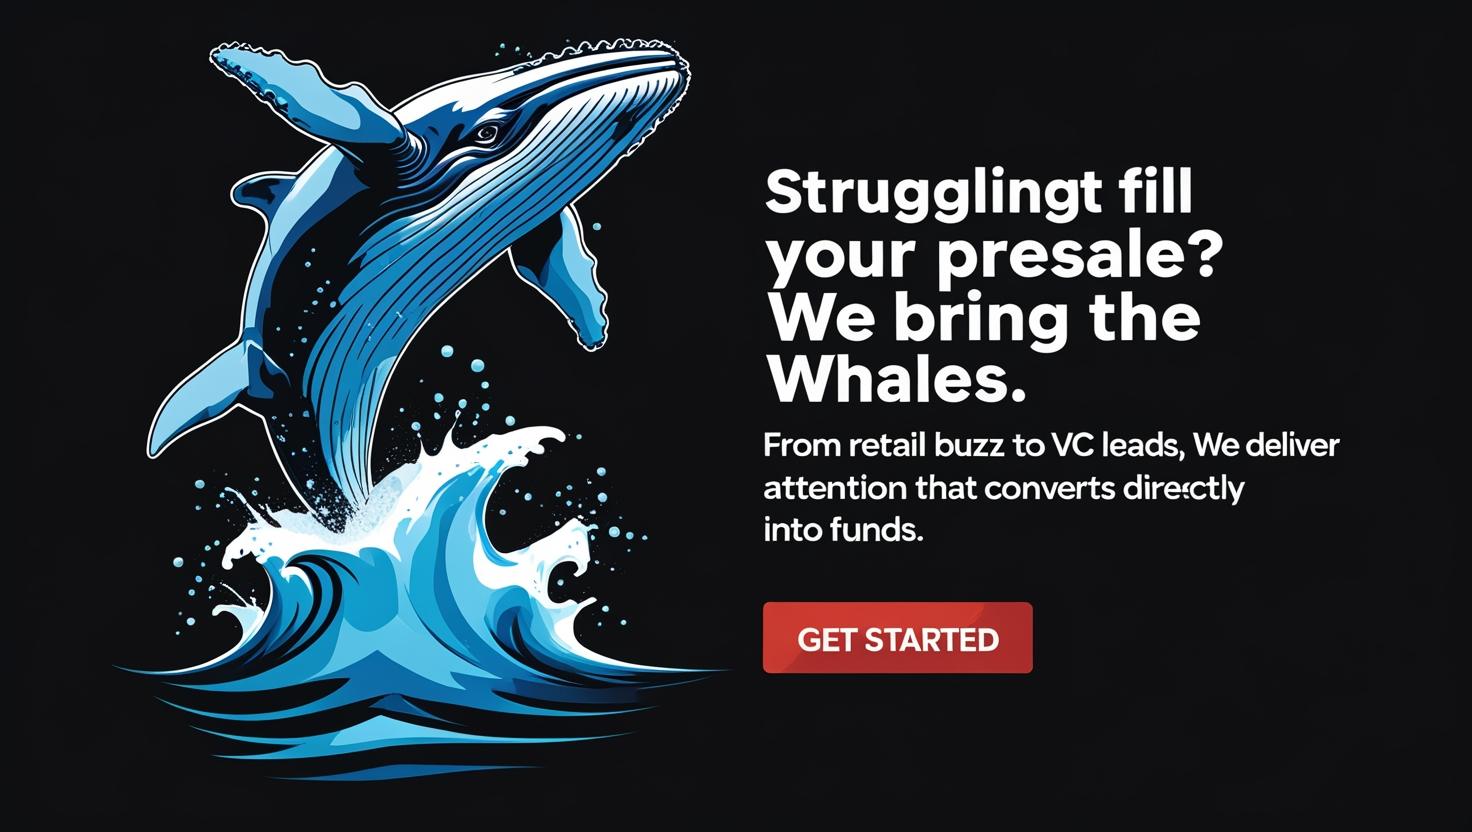 Strugglingt fill
your presale?
We bring the
Whales.
From retail buzz to VC leads, We deliver
attention that converts directly
into funds.
GET STARTED